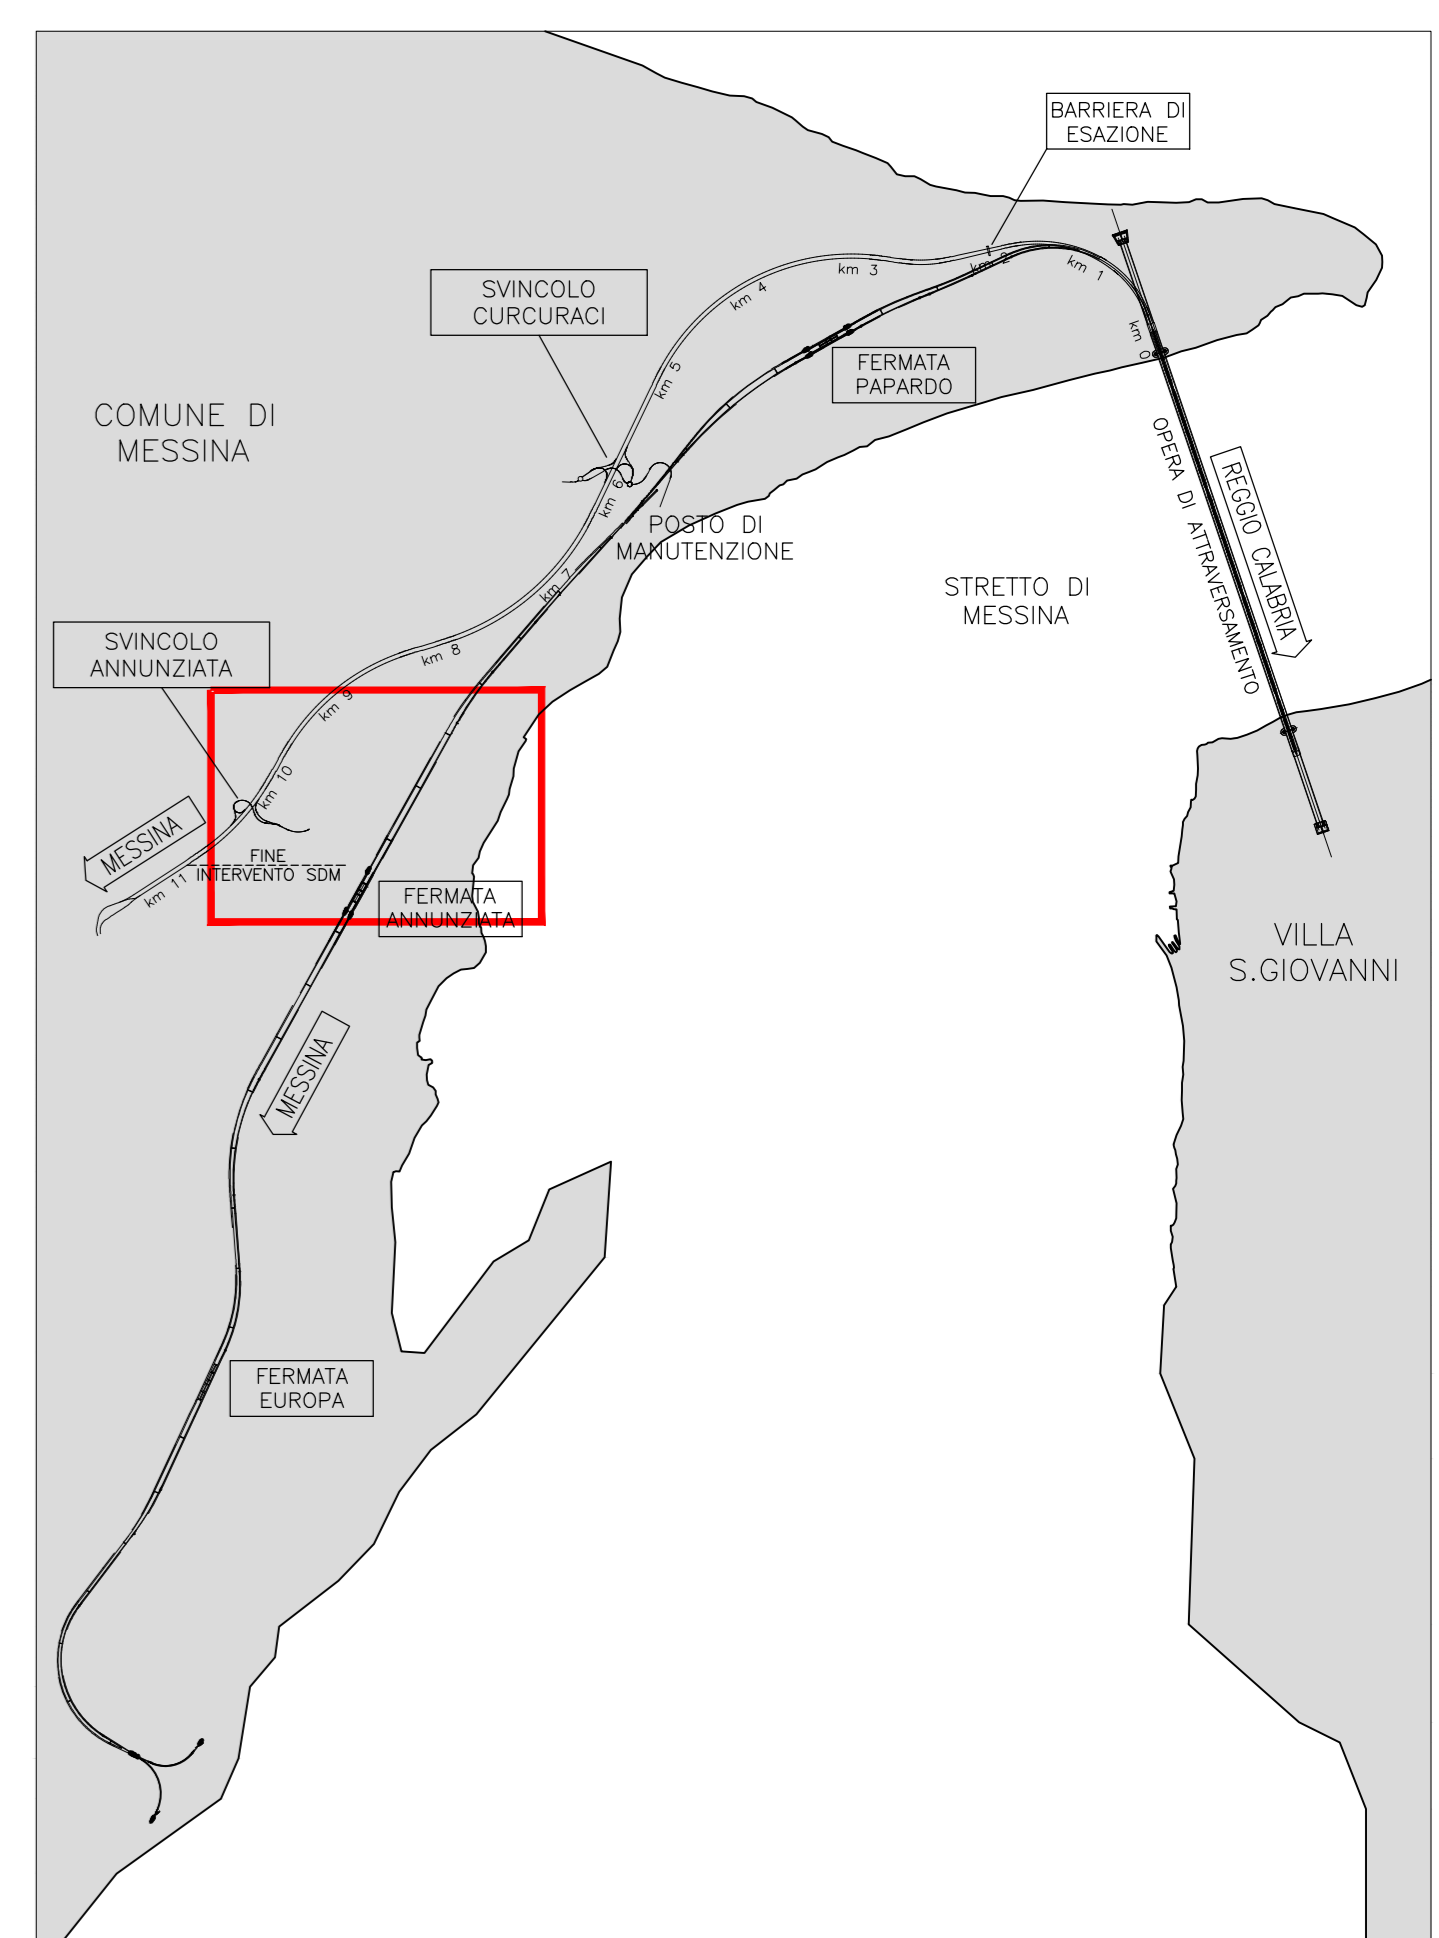 BARRIERA DI
ESAZIONE
km 2
km 1
km 3
km 4
km 0
SVINCOLO
CURCURACI
FERMATA
PAPARDO
km 5
COMUNE DI
MESSINA
km 6
POSTO DI
MANUTENZIONE
OPERA DI ATTRAVERSAMENTO
REGGIO CALABRIA
STRETTO DI
MESSINA
km 7
SVINCOLO
ANNUNZIATA
km 8
km 9
km 10
MESSINA
FINE
INTERVENTO SDM
km 11
FERMATA
ANNUNZIATA
VILLA
S.GIOVANNI
MESSINA
FERMATA
EUROPA